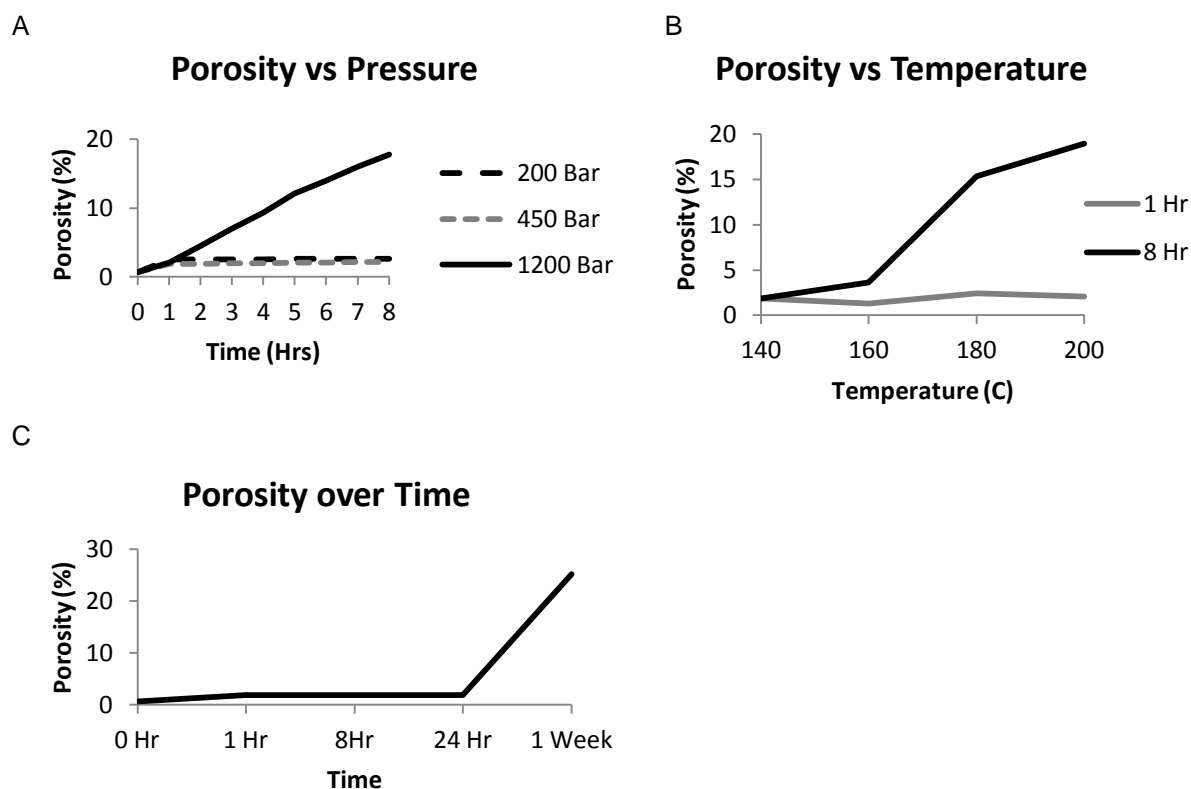 A
Porosity vs Pressure
Porosity (%)
20
10
0
0 1 2 3 4 5 6 7 8
Time (Hrs)
200 Bar
450 Bar
1200 Bar
B
Porosity vs Temperature
Porosity (%)
20
15
10
5
0
140 160 180 200
Temperature (C)
1 Hr
8 Hr
C
Porosity over Time
Porosity (%)
30
20
10
0
0 Hr 1 Hr 8Hr 24 Hr 1 Week
Time